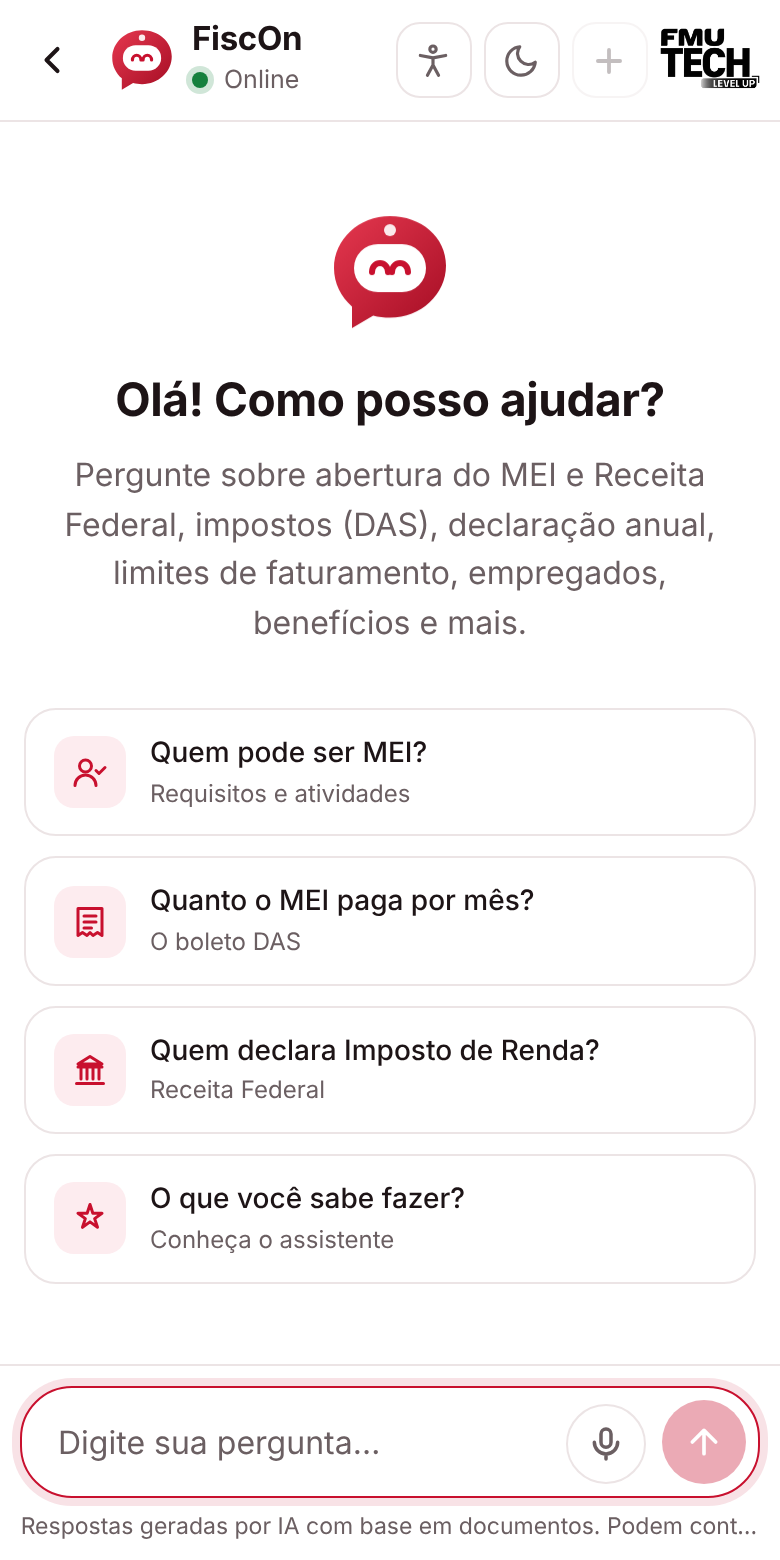 FiscOn
Online
FMU
TECH
LEVEL UP
Olá! Como posso ajudar?
Pergunte sobre abertura do MEI e Receita
Federal, impostos (DAS), declaração anual,
limites de faturamento, empregados,
benefícios e mais.
Quem pode ser MEI?
Requisitos e atividades
Quanto o MEI paga por mês?
O boleto DAS
Quem declara Imposto de Renda?
Receita Federal
O que você sabe fazer?
Conheça o assistente
Digite sua pergunta...
Respostas geradas por IA com base em documentos. Podem cont...